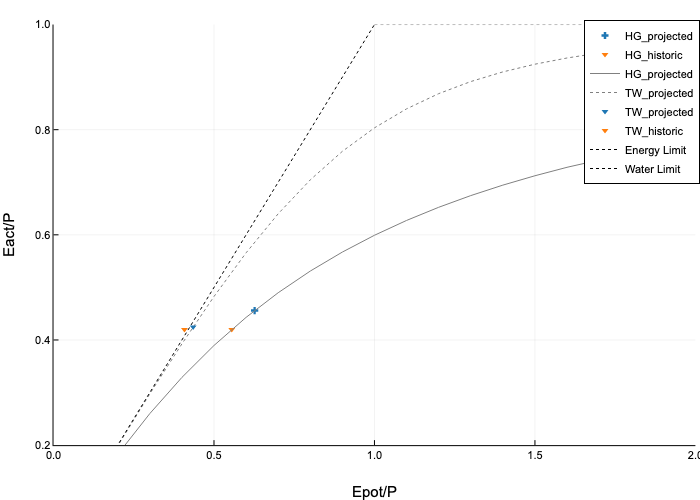 1.0
0.8
0.6
0.4
0.2
0.0
0.5
1.0
1.5
2.0
Eact/P
Epot/P
HG_projected
HG_historic
HG_projected
TW_projected
TW_projected
TW_historic
Energy Limit
Water Limit